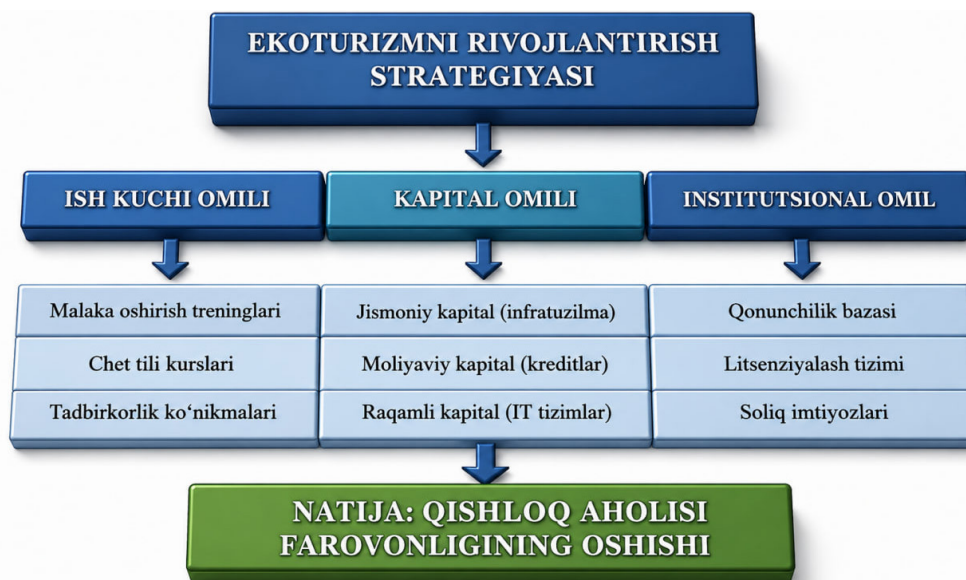 EKOTURIZMNI RIVOJLANTIRISH
STRATEGIYASI
ISH KUCHI OMILI
KAPITAL OMILI
INSTITUTSIONAL OMIL
Malaka oshirish treninglari
Jismoniy kapital (infratuzilma)
Qonunchilik bazasi
Chet tili kurslari
Moliyaviy kapital (kreditlar)
Litsenziyalash tizimi
Tadbirkorlik ko‘nikmalari
Raqamli kapital (IT tizimlar)
Soliq imtiyozlari
NATIJA: QISHLOQ AHOLISI
FAROVONLIGINING OSHISHI